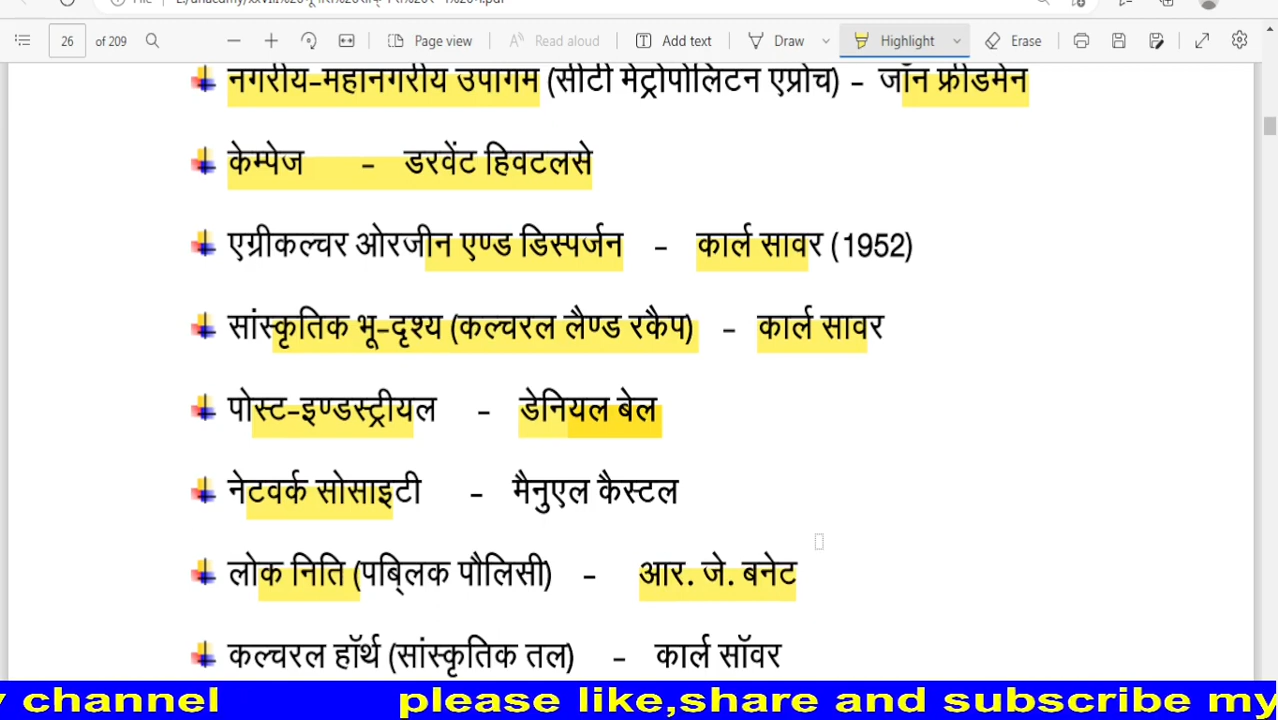 26 of 209 Page view Read aloud Add text Draw Highlight Erase
नगरीय-महानगरीय उपागम (सीटी मेट्रोपोलिटन एप्रोच) - जॉन फ्रीडमेन
केम्पेज - डरवेंट हिवटलसे
एग्रीकल्चर ओरजीन एण्ड डिस्पर्जन - कार्ल सावर (1952)
सांस्कृतिक भू-दृश्य (कल्चरल लैण्ड रकैप) - कार्ल सावर
पोस्ट-इण्डस्ट्रीयल - डेनियल बेल
नेटवर्क सोसाइटी - मैनुएल कैस्टल
लोक निति (पब्लिक पौलिसी) - आर. जे. बनेट
कल्चरल हॉर्थ (सांस्कृतिक तल) - कार्ल सॉवर
channel please like,share and subscribe my